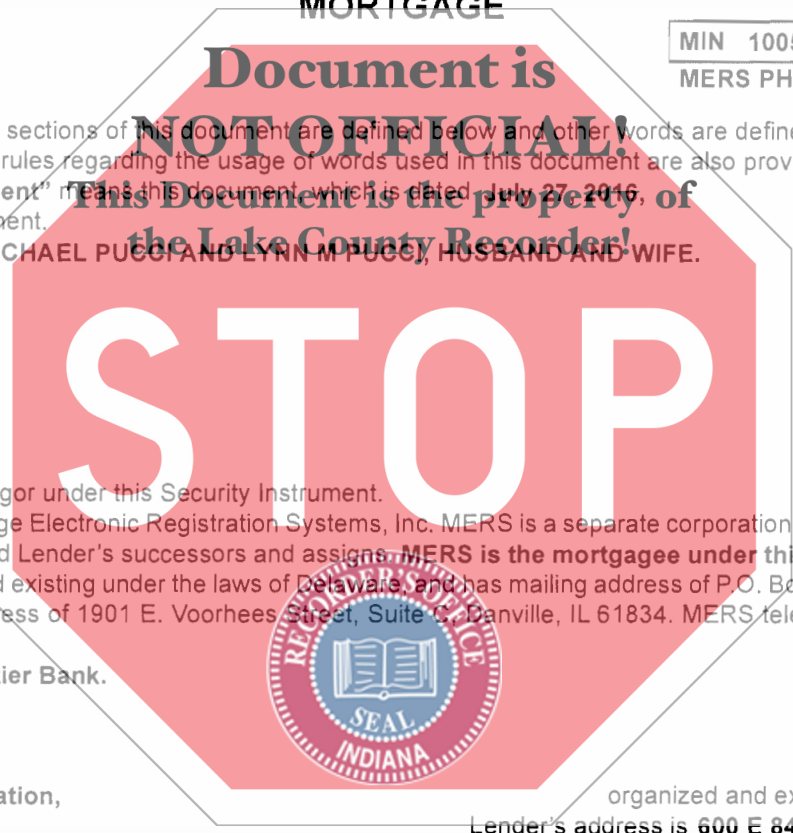 MORTGAGE
MIN 1005
MERS PH
Document is
NOT OFFICIAL!
This Document is the property of
the Lake County Recorder!
sections of this document are defined below and other words are define
rules regarding the usage of words used in this document are also prov
ent” means this document, which is dated July 27, 2016,
ment.
CHAEL PUCCI AND LYNN M PUCCI, HUSBAND AND WIFE.
STOP
gor under this Security Instrument.
ge Electronic Registration Systems, Inc. MERS is a separate corporation
d Lender's successors and assigns. MERS is the mortgagee under thi
d existing under the laws of Delaware, and has mailing address of P.O. Bo
ess of 1901 E. Voorhees Street, Suite C, Danville, IL 61834. MERS tele
RECORDER'S OFFICE
SEAL
INDIANA
ier Bank.
ation,
organized and ex
Lender's address is 600 E 84